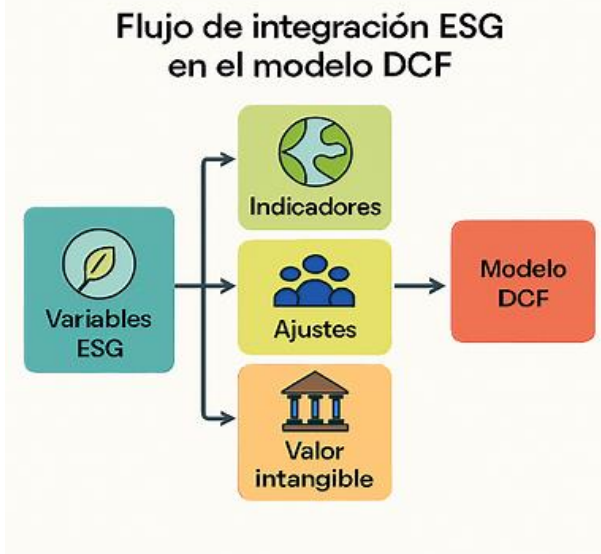 Flujo de integración ESG
en el modelo DCF
Indicadores
Variables
ESG
Ajustes
Modelo
DCF
Valor
intangible